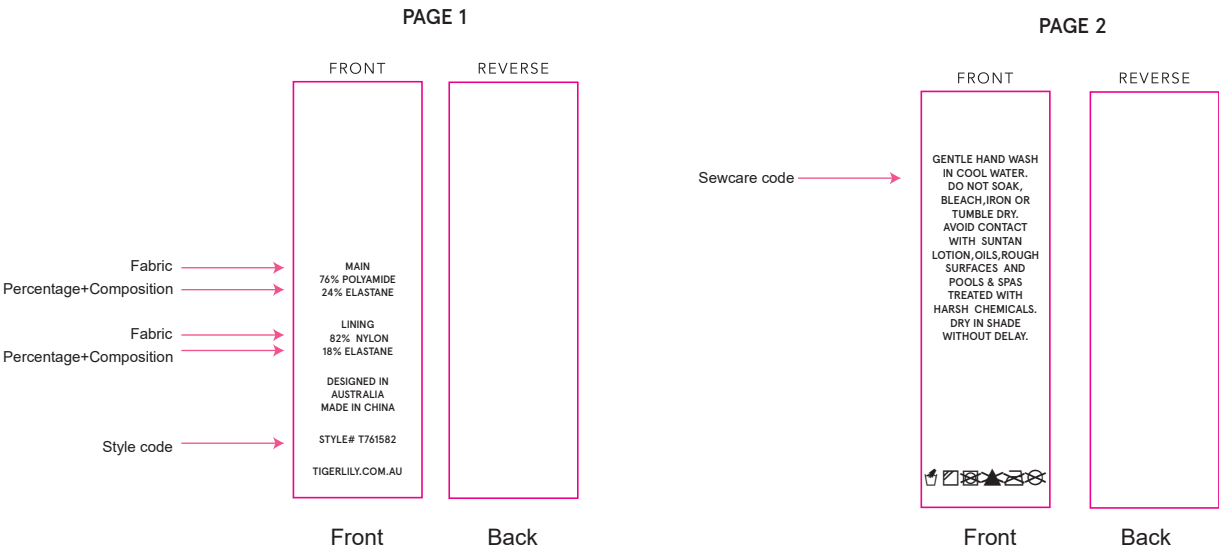 PAGE 1
FRONT
REVERSE
Fabric
Percentage+Composition
Fabric
Percentage+Composition
Style code
MAIN
76% POLYAMIDE
24% ELASTANE
LINING
82% NYLON
18% ELASTANE
DESIGNED IN
AUSTRALIA
MADE IN CHINA
STYLE# T761582
TIGERLILY.COM.AU
Front
Back
PAGE 2
FRONT
REVERSE
Sewcare code
GENTLE HAND WASH
IN COOL WATER.
DO NOT SOAK,
BLEACH,IRON OR
TUMBLE DRY.
AVOID CONTACT
WITH SUNTAN
LOTION,OILS,ROUGH
SURFACES AND
POOLS & SPAS
TREATED WITH
HARSH CHEMICALS.
DRY IN SHADE
WITHOUT DELAY.
Front
Back